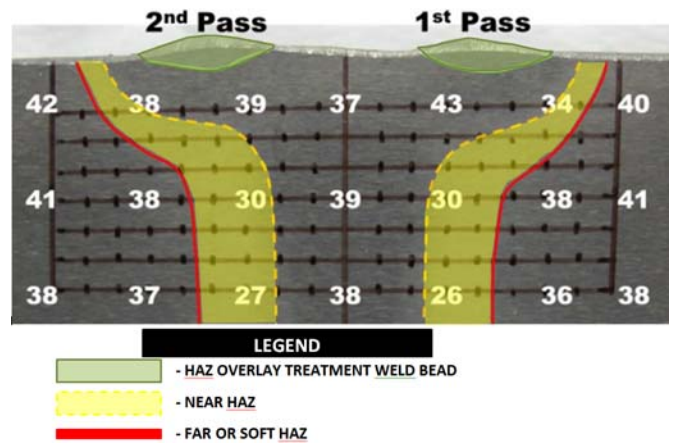 2nd Pass 1st Pass
42 38 39 37 43 34 40
41 38 30 39 30 38 41
38 37 27 38 26 36 38
LEGEND
- HAZ OVERLAY TREATMENT WELD BEAD
- NEAR HAZ
- FAR OR SOFT HAZ